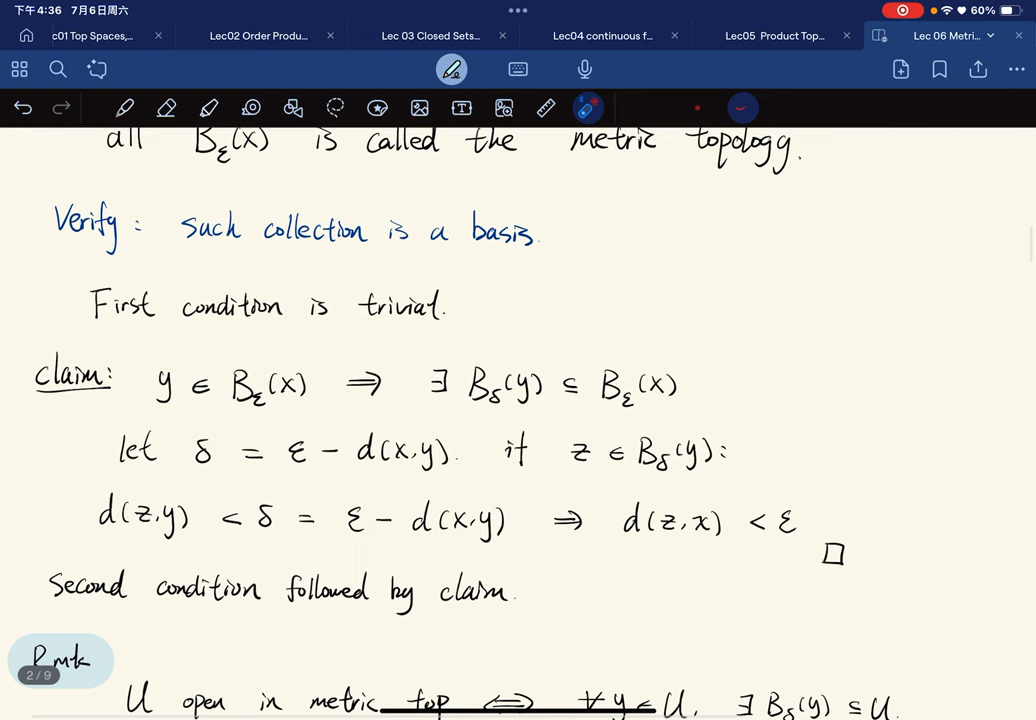 下午4:36 7月6日周六
60%
c01 Top Spaces,...
Lec02 Order Produ...
Lec 03 Closed Sets...
Lec04 continuous f...
Lec05 Product Top...
Lec 06 Metri...
all Bε(x) is called the metric topology.
Verify: such collection is a basis.
First condition is trivial.
claim: y ∈ Bε(x) ⟹ ∃ Bδ(y) ⊆ Bε(x)
let δ = ε - d(x,y). if z ∈ Bδ(y):
d(z,y) < δ = ε - d(x,y) ⟹ d(z,x) < ε
□
Second condition followed by claim.
Rmk
2/9
U open in metric top ⟺ ∀ y ∈ U, ∃ Bδ(y) ⊆ U.